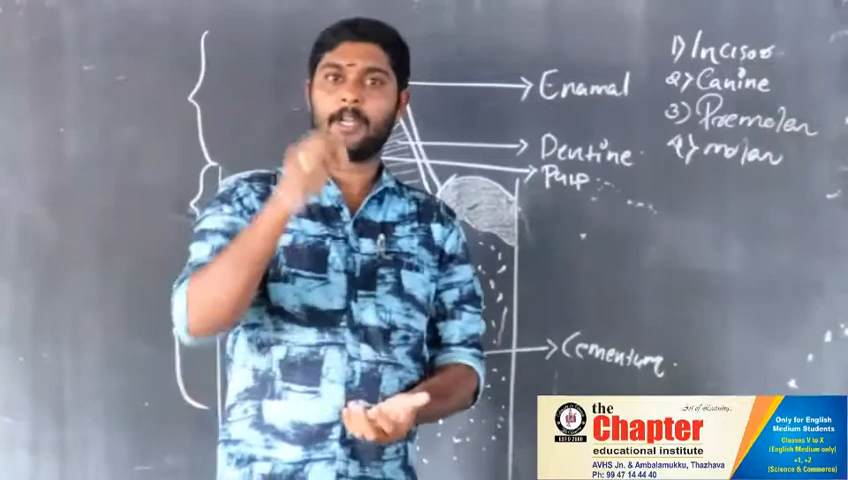 Enamal
Dentine
Pulp
Cementum
1) Incisor
2) Canine
3) Premolar
4) molar
the
Chapter
Art of Learning
educational institute
AVHS Jn. & Ambalamukku, Thazhava
Ph: 99 47 14 44 40
Only for English
Medium Students
Classes V to X
(English Medium only)
+1, +2
(Science & Commerce)